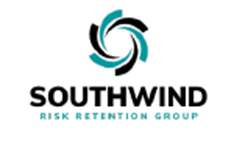 SOUTHWIND
RISK RETENTION GROUP